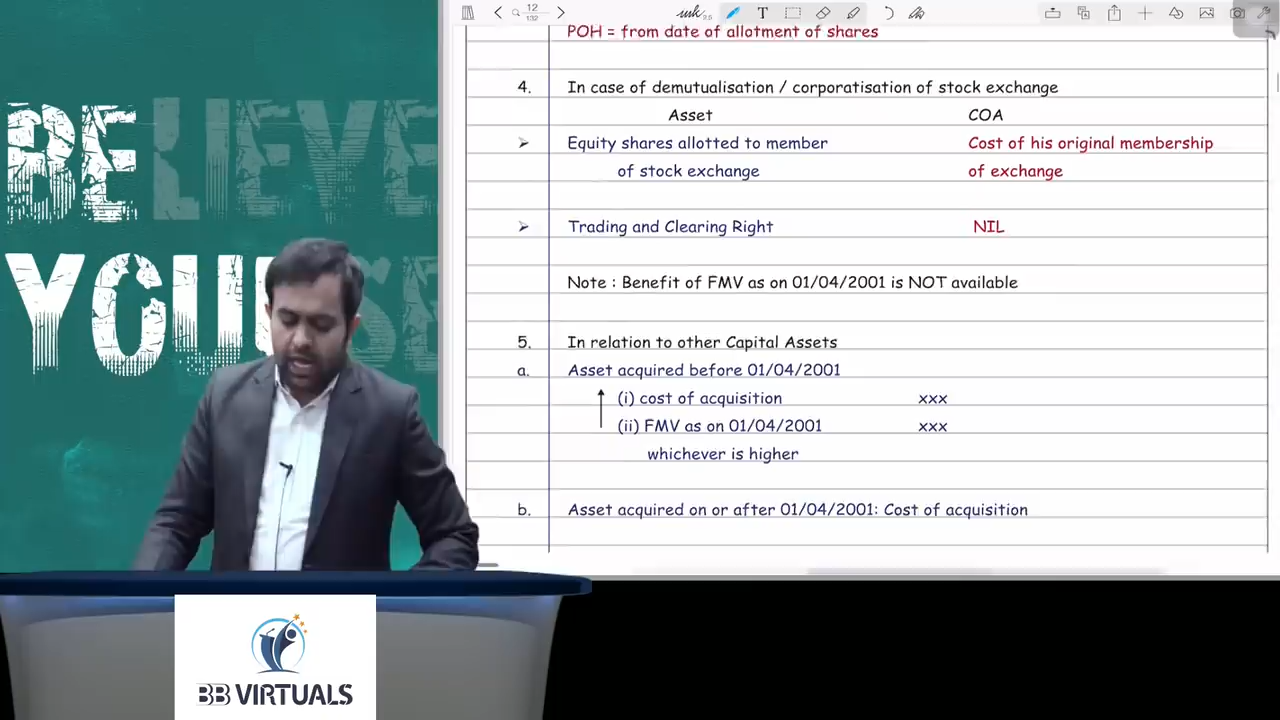 BELIEVE
YOURSE
12
132
T
POH = from date of allotment of shares
4. In case of demutualisation / corporatisation of stock exchange
Asset COA
➤ Equity shares allotted to member Cost of his original membership
of stock exchange of exchange
➤ Trading and Clearing Right NIL
Note : Benefit of FMV as on 01/04/2001 is NOT available
5. In relation to other Capital Assets
a. Asset acquired before 01/04/2001
(i) cost of acquisition xxx
(ii) FMV as on 01/04/2001 xxx
whichever is higher
b. Asset acquired on or after 01/04/2001: Cost of acquisition
BB VIRTUALS